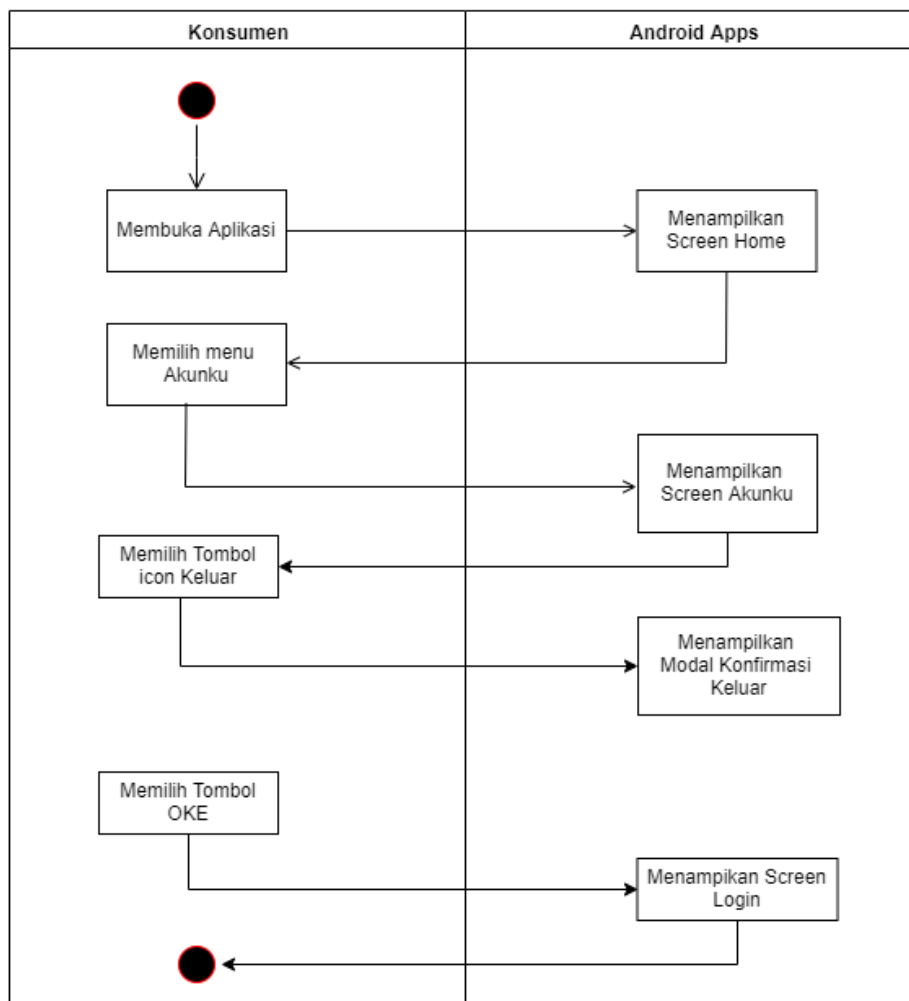 Konsumen
Android Apps
Membuka Aplikasi
Menampilkan
Screen Home
Memilih menu
Akunku
Menampilkan
Screen Akunku
Memilih Tombol
icon Keluar
Menampilkan
Modal Konfirmasi
Keluar
Memilih Tombol
OKE
Menampikan Screen
Login